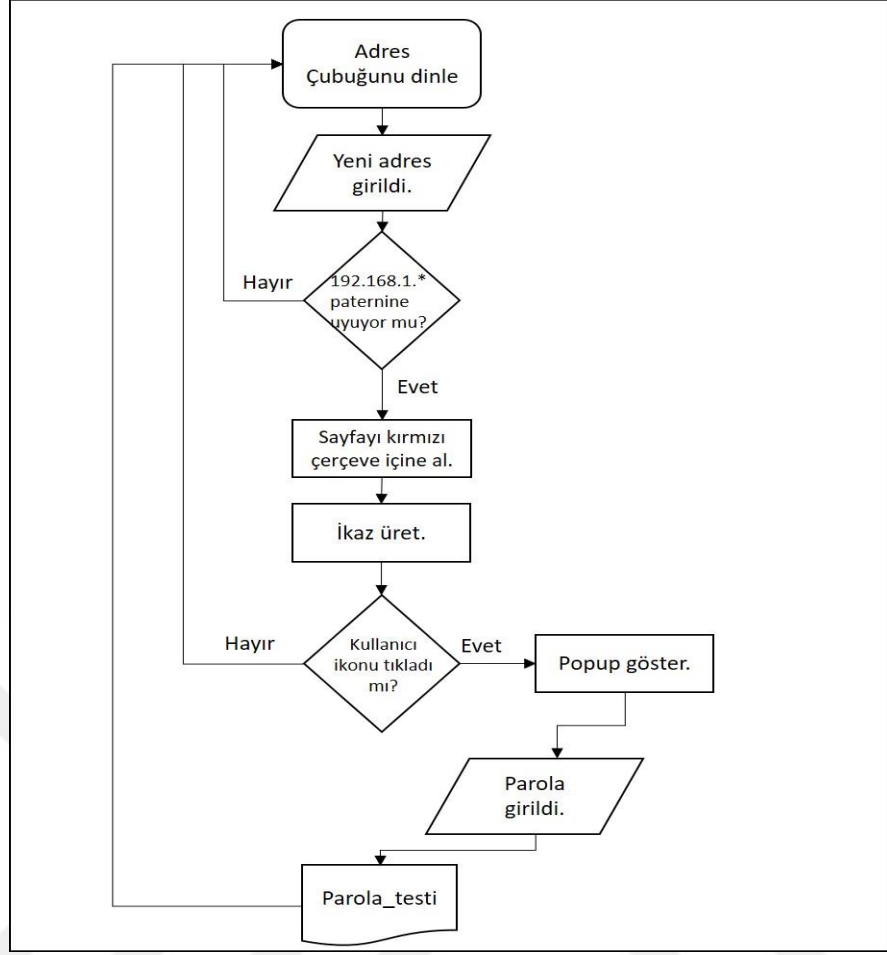 Adres
Çubuğunu dinle
Yeni adres
girildi.
Hayır
192.168.1.*
paternine
uyuyor mu?
Evet
Sayfayı kırmızı
çerçeve içine al.
İkaz üret.
Hayır
Kullanıcı
ikonu tıkladı
mı?
Evet
Popup göster.
Parola
girildi.
Parola_testi